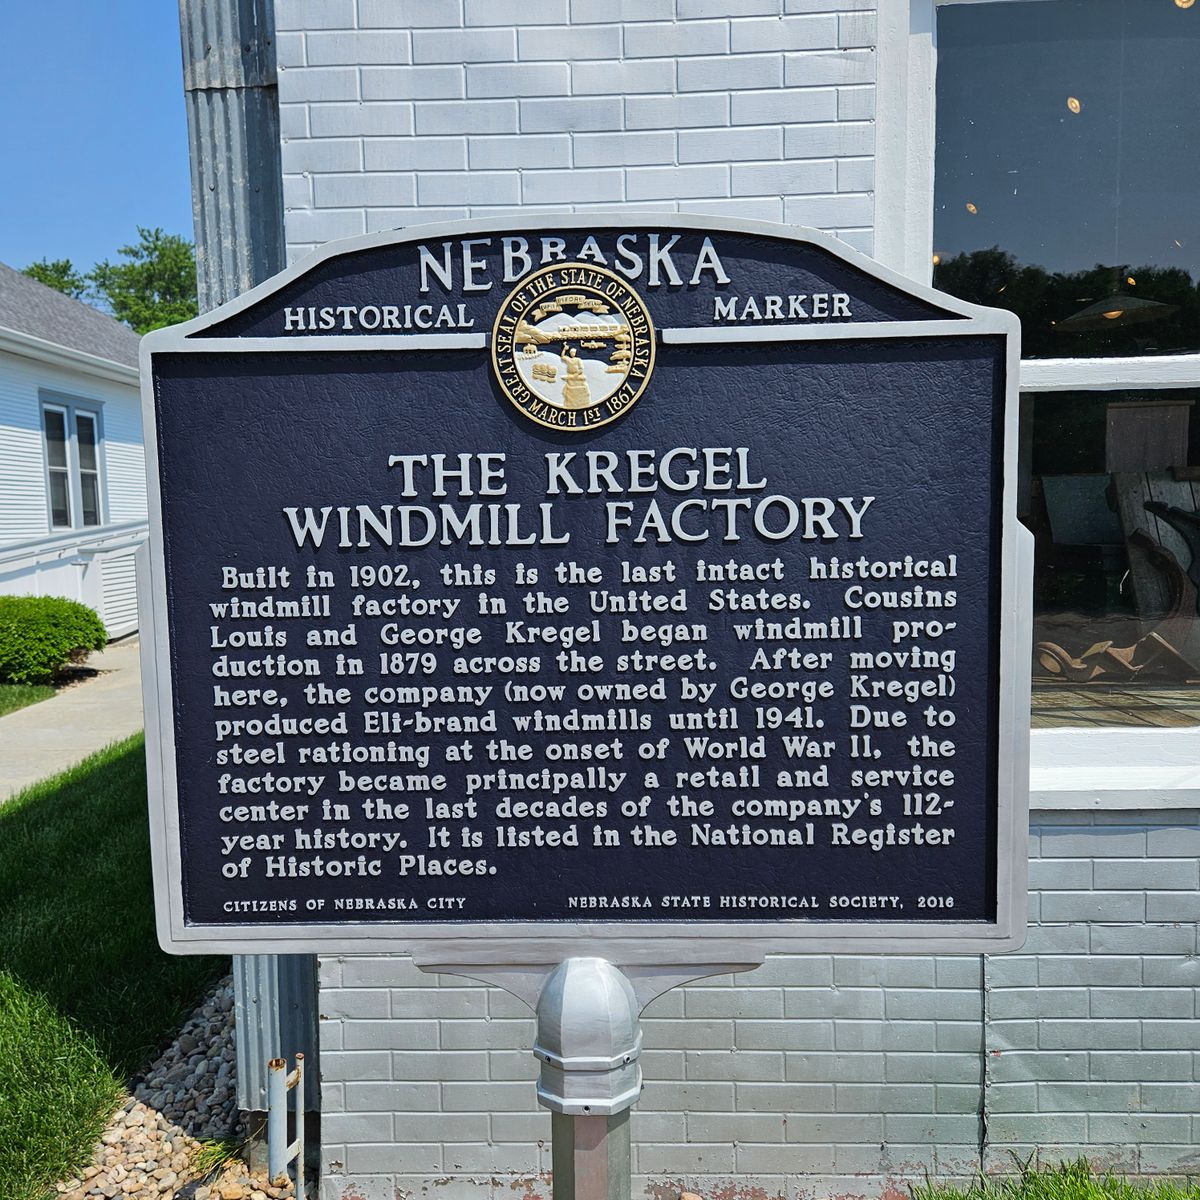 NEBRASKA
HISTORICAL MARKER
GREAT SEAL OF THE STATE OF NEBRASKA
MARCH 1ST 1867
THE KREGEL
WINDMILL FACTORY
Built in 1902, this is the last intact historical
windmill factory in the United States. Cousins
Louis and George Kregel began windmill pro-
duction in 1879 across the street. After moving
here, the company (now owned by George Kregel)
produced Eli-brand windmills until 1941. Due to
steel rationing at the onset of World War II, the
factory became principally a retail and service
center in the last decades of the company's 112-
year history. It is listed in the National Register
of Historic Places.
CITIZENS OF NEBRASKA CITY NEBRASKA STATE HISTORICAL SOCIETY, 2016